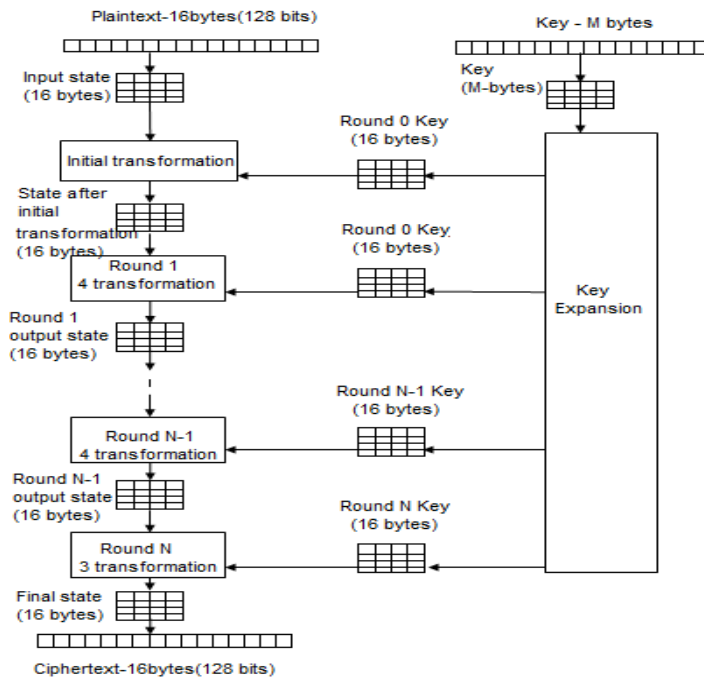 Plaintext-16bytes(128 bits)
Key - M bytes
Input state
(16 bytes)
Key
(M-bytes)
Round 0 Key
(16 bytes)
Initial transformation
State after
initial
transformation
(16 bytes)
Round 0 Key
(16 bytes)
Round 1
4 transformation
Key
Expansion
Round 1
output state
(16 bytes)
Round N-1 Key
(16 bytes)
Round N-1
4 transformation
Round N-1
output state
(16 bytes)
Round N Key
(16 bytes)
Round N
3 transformation
Final state
(16 bytes)
Ciphertext-16bytes(128 bits)